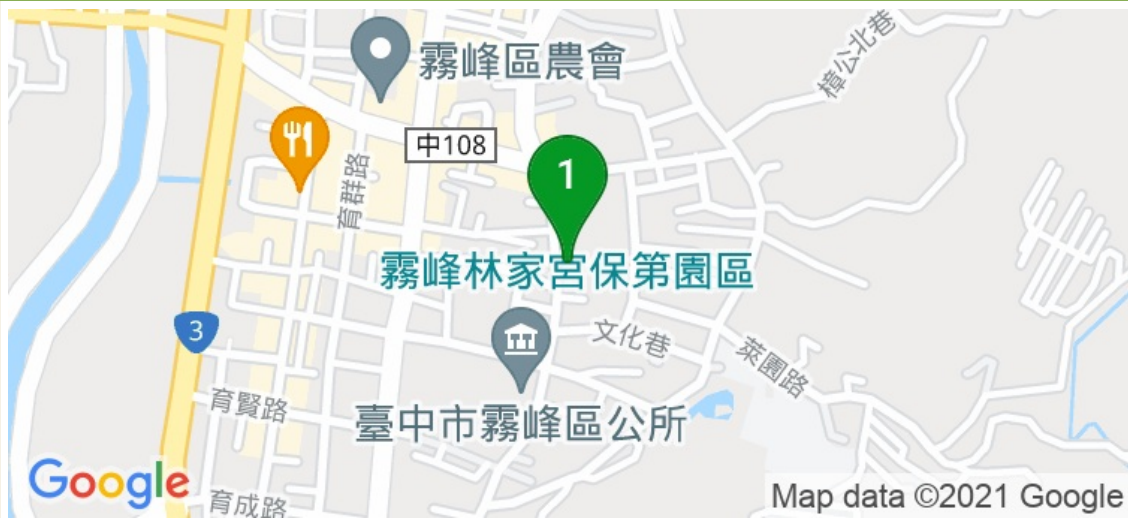 霧峰區農會
樟公北巷
中108
1
育群路
霧峰林家宮保第園區
3
文化巷
萊園路
育賢路
臺中市霧峰區公所
Google
育成路
Map data ©2021 Google